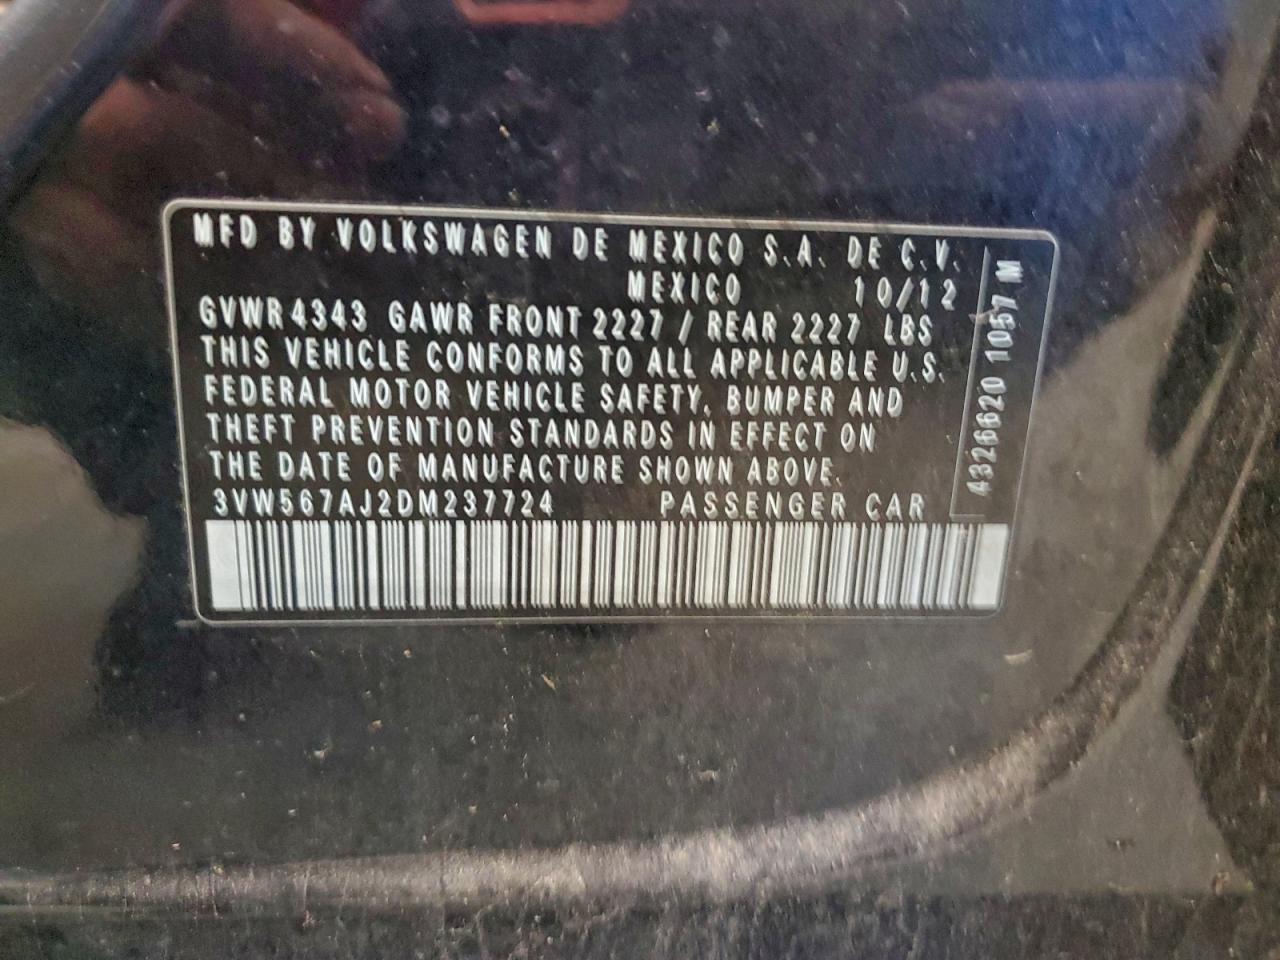 MFD BY VOLKSWAGEN DE MEXICO S.A. DE C.V.
MEXICO 10/12
GVWR 4343 GAWR FRONT 2227 / REAR 2227 LBS
THIS VEHICLE CONFORMS TO ALL APPLICABLE U.S.
FEDERAL MOTOR VEHICLE SAFETY, BUMPER AND
THEFT PREVENTION STANDARDS IN EFFECT ON
THE DATE OF MANUFACTURE SHOWN ABOVE.
3VW567AJ2DM237724 PASSENGER CAR
43266620 1057 M